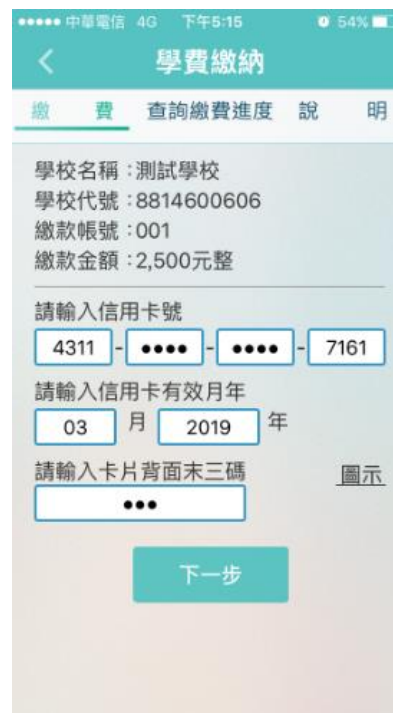 中華電信 4G 下午5:15 54%
學費繳納
繳 費 查詢繳費進度 說 明
學校名稱:測試學校
學校代號:8814600606
繳款帳號:001
繳款金額:2,500元整
請輸入信用卡號
4311 - •••• - •••• - 7161
請輸入信用卡有效月年
03 月 2019 年
請輸入卡片背面末三碼 圖示
•••
下一步